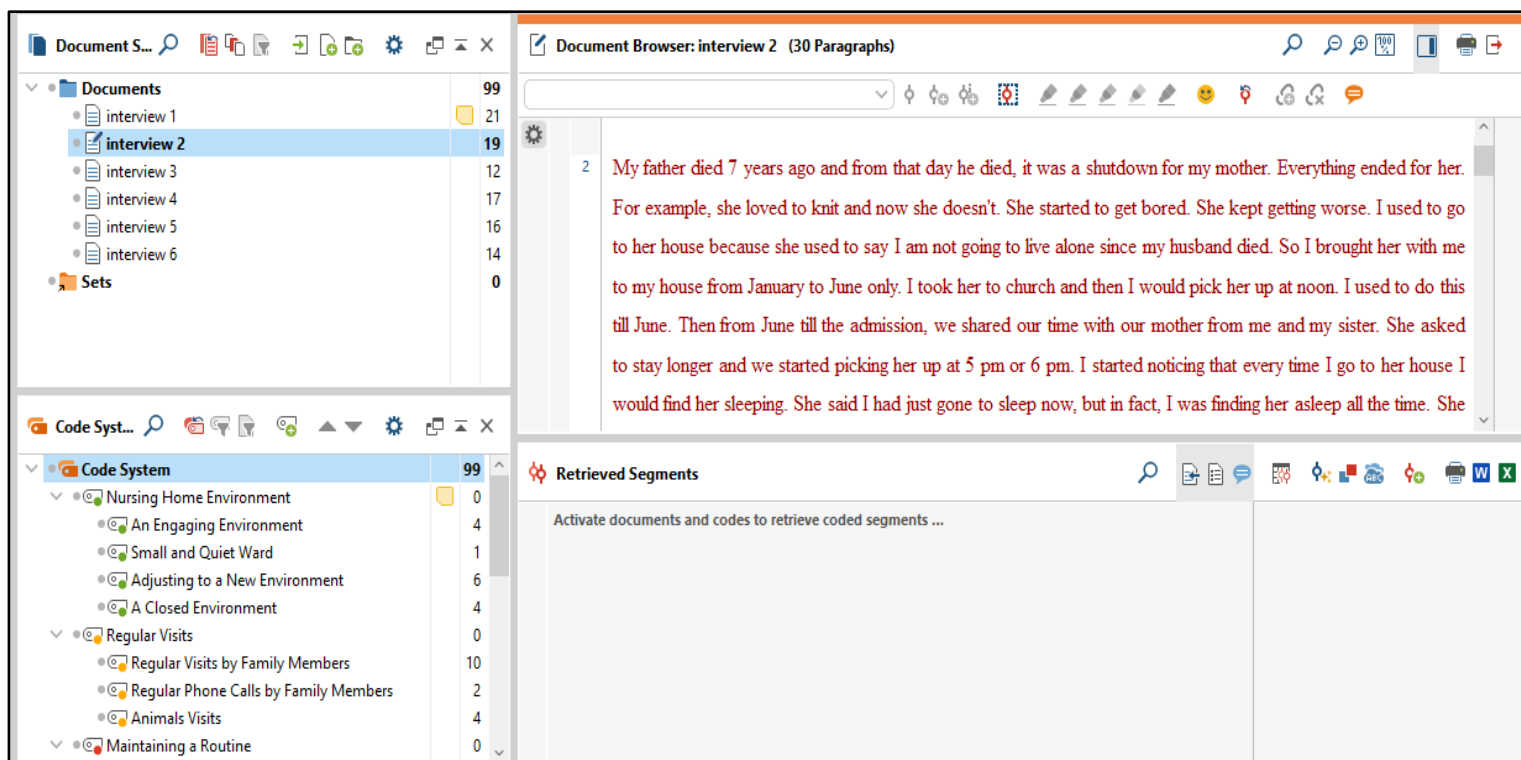 Document S...
Documents 99
interview 1 21
interview 2 19
interview 3 12
interview 4 17
interview 5 16
interview 6 14
Sets 0
Code Syst...
Code System 99
Nursing Home Environment 0
An Engaging Environment 4
Small and Quiet Ward 1
Adjusting to a New Environment 6
A Closed Environment 4
Regular Visits 0
Regular Visits by Family Members 10
Regular Phone Calls by Family Members 2
Animals Visits 4
Maintaining a Routine 0
Document Browser: interview 2 (30 Paragraphs)
100 %
2 My father died 7 years ago and from that day he died, it was a shutdown for my mother. Everything ended for her.
For example, she loved to knit and now she doesn't. She started to get bored. She kept getting worse. I used to go
to her house because she used to say I am not going to live alone since my husband died. So I brought her with me
to my house from January to June only. I took her to church and then I would pick her up at noon. I used to do this
till June. Then from June till the admission, we shared our time with our mother from me and my sister. She asked
to stay longer and we started picking her up at 5 pm or 6 pm. I started noticing that every time I go to her house I
would find her sleeping. She said I had just gone to sleep now, but in fact, I was finding her asleep all the time. She
Retrieved Segments
ABC W X
Activate documents and codes to retrieve coded segments ...